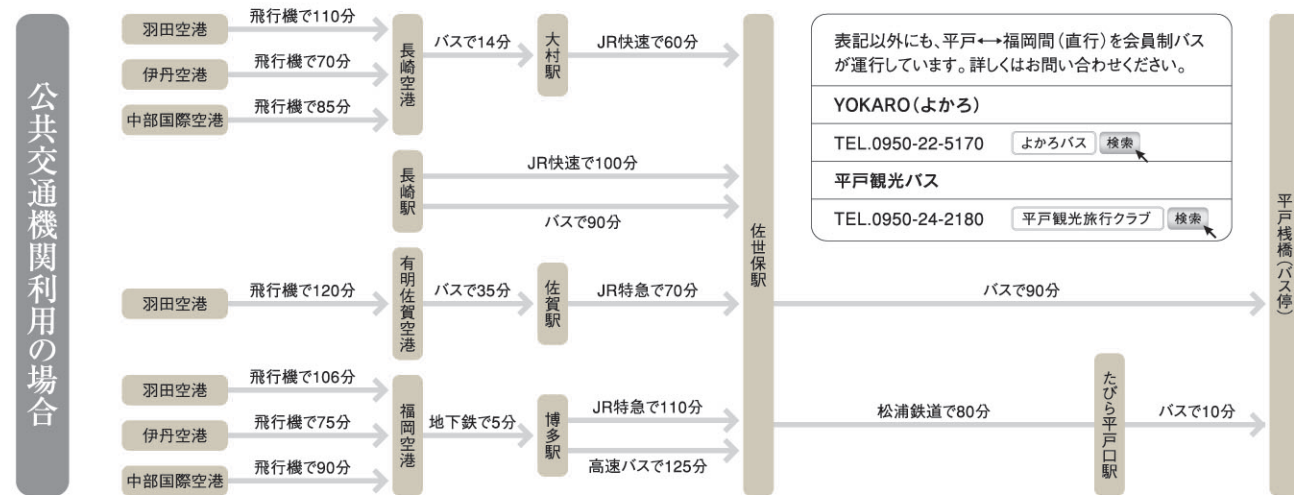 公共交通機関利用の場合
羽田空港
飛行機で110分
伊丹空港
飛行機で70分
中部国際空港
飛行機で85分
長崎空港
バスで14分
大村駅
JR快速で60分
長崎駅
JR快速で100分
バスで90分
羽田空港
飛行機で120分
有明佐賀空港
バスで35分
佐賀駅
JR特急で70分
羽田空港
飛行機で106分
伊丹空港
飛行機で75分
中部国際空港
飛行機で90分
福岡空港
地下鉄で5分
博多駅
JR特急で110分
高速バスで125分
佐世保駅
バスで90分
松浦鉄道で80分
たびら平戸口駅
バスで10分
平戸桟橋(バス停)
表記以外にも、平戸⟷福岡間(直行)を会員制バス
が運行しています。詳しくはお問い合わせください。
YOKARO(よかろ)
TEL.0950-22-5170 よかろバス 検索
平戸観光バス
TEL.0950-24-2180 平戸観光旅行クラブ 検索